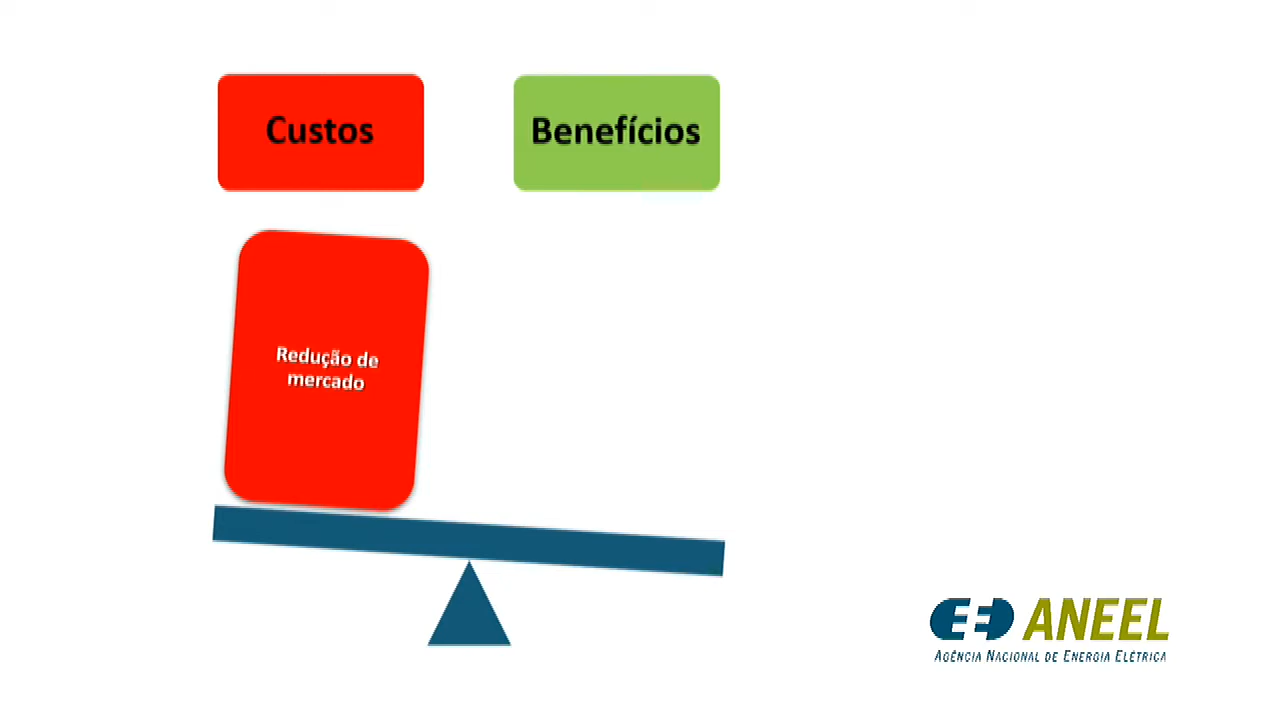 Custos
Benefícios
Redução de
mercado
ANEEL
AGÊNCIA NACIONAL DE ENERGIA ELÉTRICA